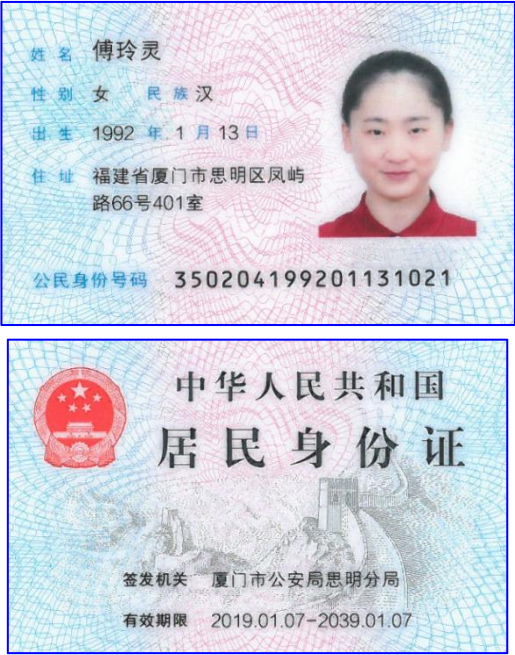 姓名 傅玲灵
性别 女 民族 汉
出生 1992 年 1 月 13 日
住址 福建省厦门市思明区凤屿
路66号401室
公民身份号码 350204199201131021
中华人民共和国
居民身份证
签发机关 厦门市公安局思明分局
有效期限 2019.01.07-2039.01.07